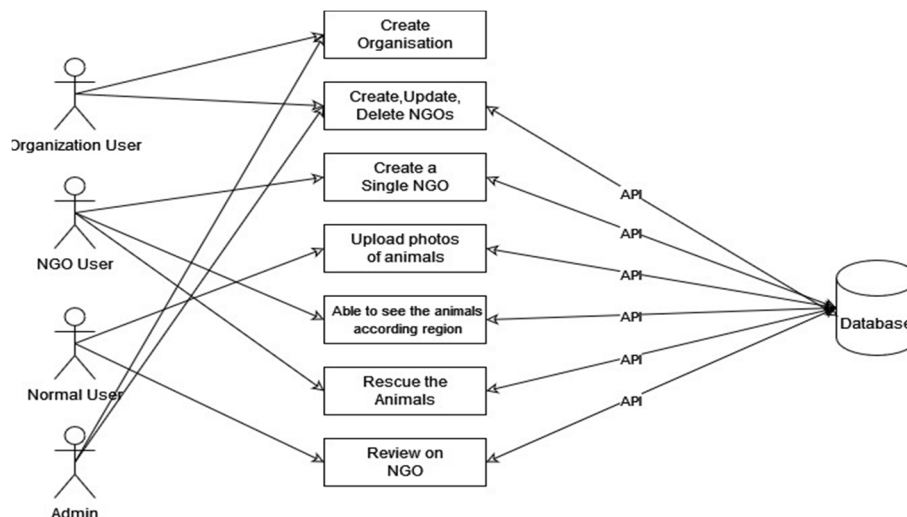 Create
Organisation
Create,Update,
Delete NGOs
Organization User
Create a
Single NGO
API
NGO User
Upload photos
of animals
API
API
Able to see the animals
according region
API
Database
Normal User
Rescue the
Animals
API
API
Review on
NGO
Admin